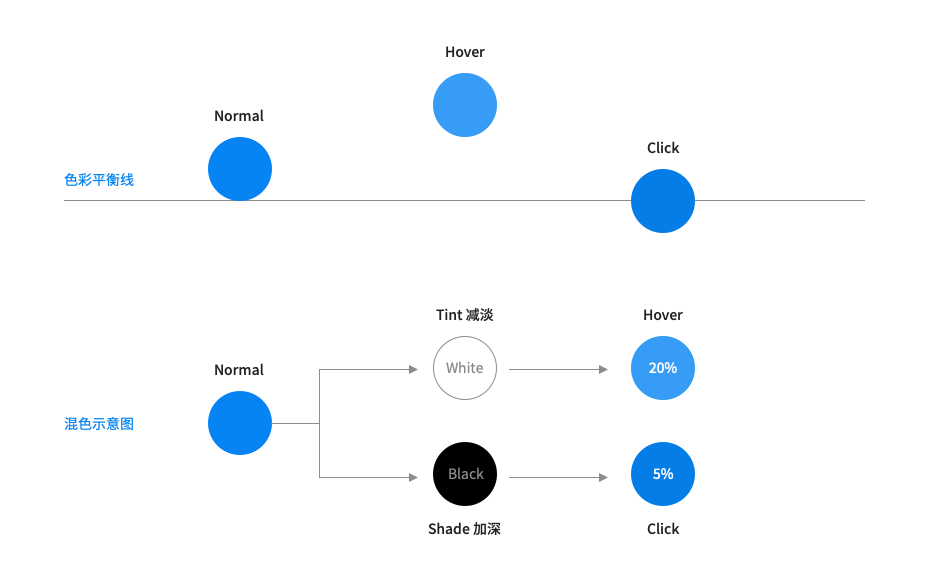 Hover
Normal
Click
色彩平衡线
Tint 减淡
Hover
Normal
White
20%
混色示意图
Black
5%
Shade 加深
Click